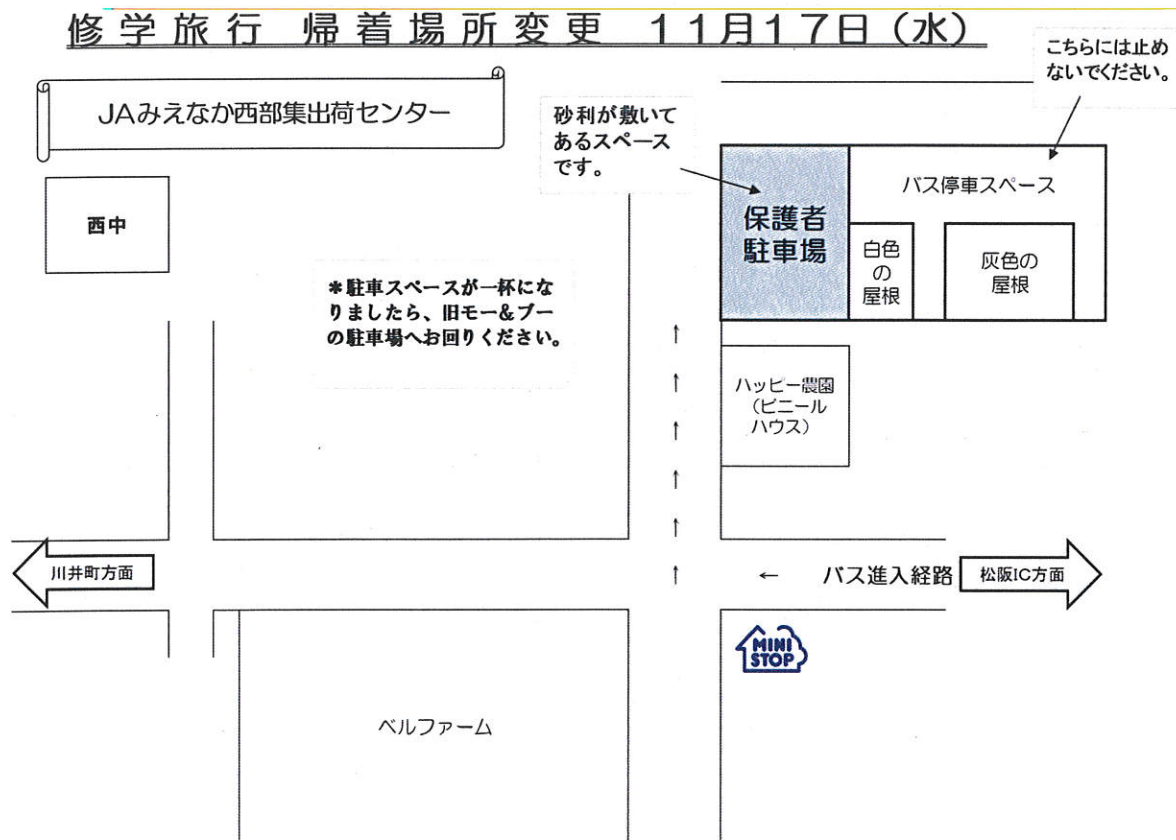 修学旅行 帰着場所変更 11月17日(水)
こちらには止め
ないでください。
JAみえなか西部集出荷センター
砂利が敷いて
あるスペース
です。
バス停車スペース
西中
保護者
駐車場
白色
の
屋根
灰色の
屋根
*駐車スペースが一杯にな
りましたら、旧モー&ブー
の駐車場へお回りください。
↑
↑
ハッピー農園
(ビニール
ハウス)
↑
↑
↑
川井町方面
↑
← バス進入経路
松阪IC方面
MINI
STOP
ベルファーム